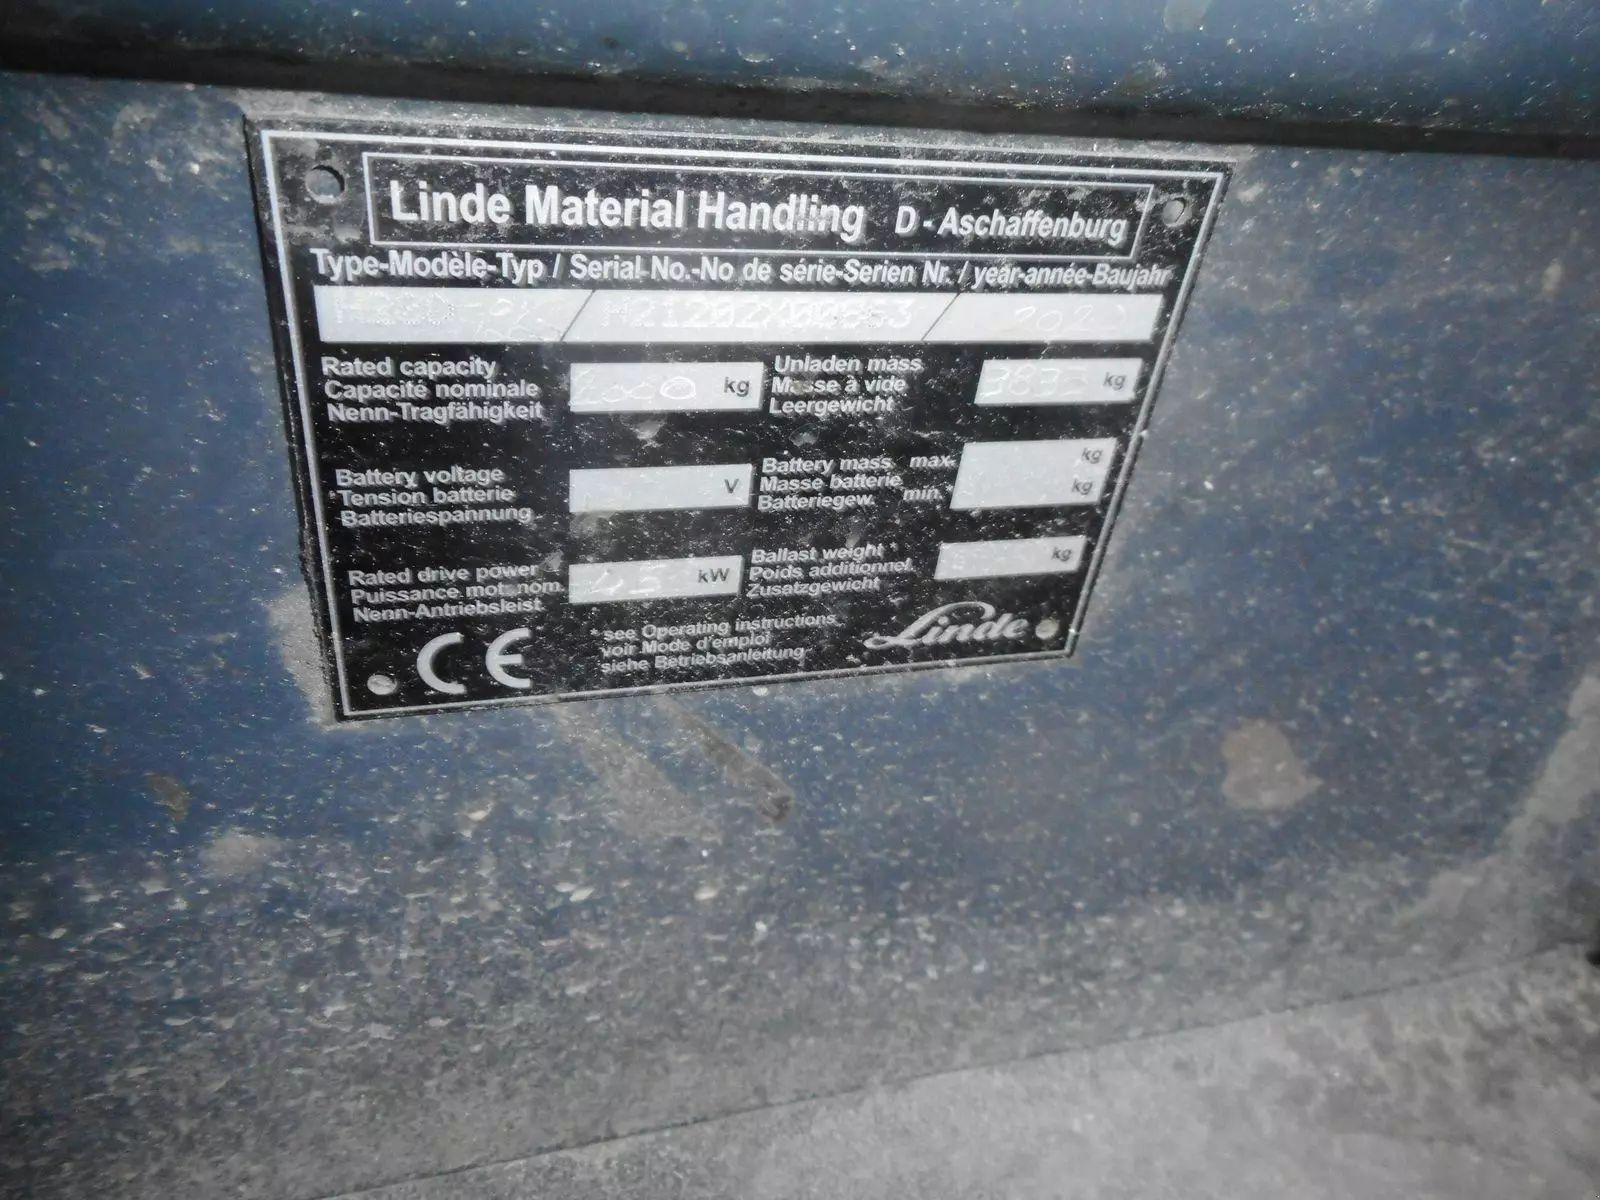 Linde Material Handling D - Aschaffenburg
Type-Modèle-Typ / Serial No.-No de série-Serien Nr. / year-année-Baujahr
/ /
Rated capacity
Capacité nominale
Nenn-Tragfähigkeit
2000 kg
Unladen mass
Masse à vide
Leergewicht
kg
Battery voltage
Tension batterie
Batteriespannung
V
Battery mass max.
Masse batterie
Batteriegew. min.
kg
kg
Rated drive power
Puissance mot. nom.
Nenn-Antriebsleist.
45 kW
Ballast weight *
Poids additionnel
Zusatzgewicht
kg
CE
* see Operating instructions
voir Mode d'emploi
siehe Betriebsanleitung
Linde